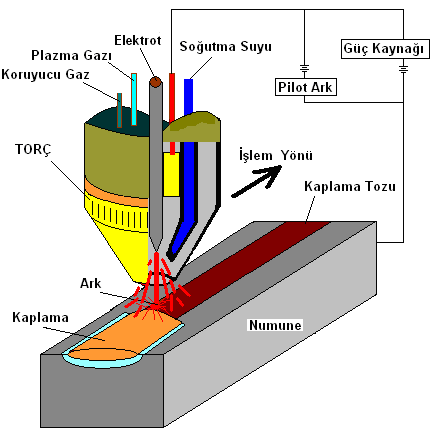 Elektrot
Plazma Gazı
Soğutma Suyu
Güç Kaynağı
Koruyucu Gaz
Pilot Ark
TORÇ
İşlem Yönü
Kaplama Tozu
Ark
Kaplama
Numune